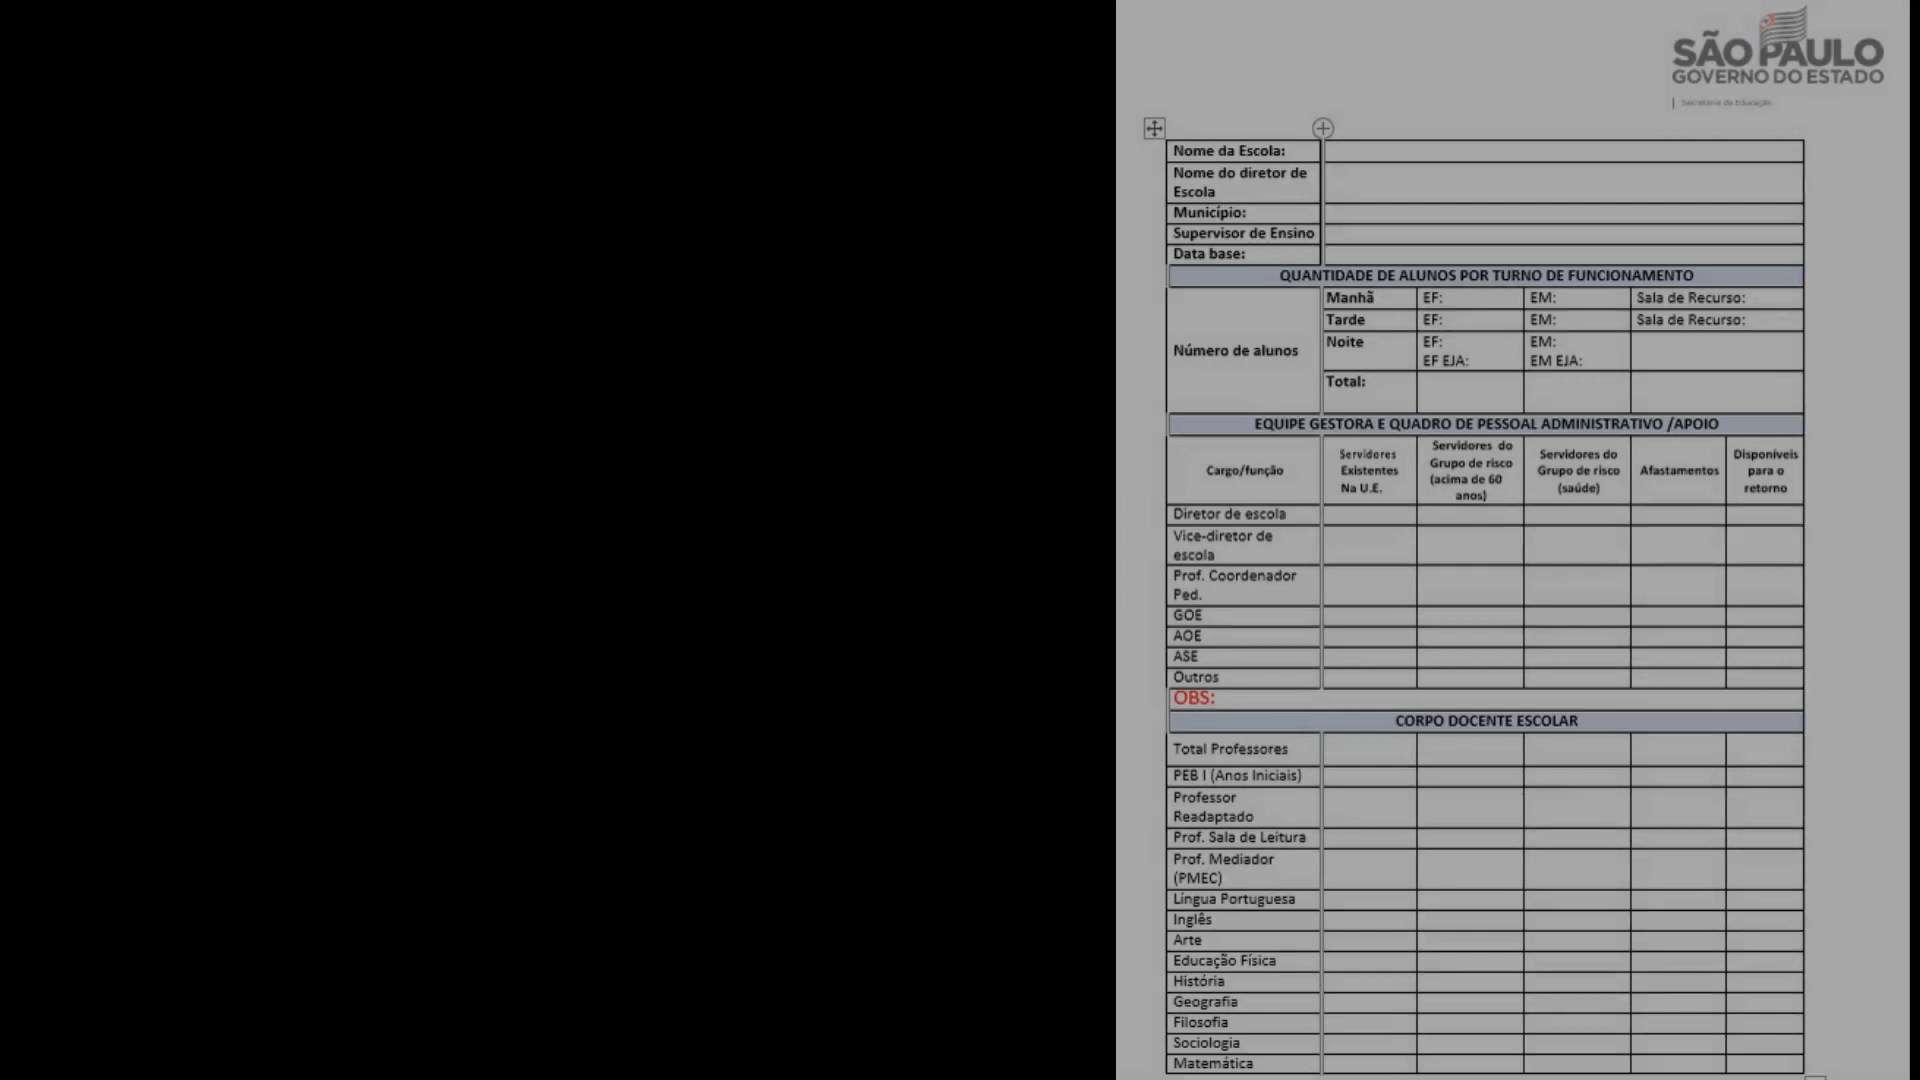 SÃO PAULO
GOVERNO DO ESTADO
Secretaria da Educação
Nome da Escola:
Nome do diretor de
Escola
Município:
Supervisor de Ensino
Data base:
QUANTIDADE DE ALUNOS POR TURNO DE FUNCIONAMENTO
Número de alunos
Manhã EF: EM: Sala de Recurso:
Tarde EF: EM: Sala de Recurso:
Noite EF: EM:
EF EJA: EM EJA:
Total:
EQUIPE GESTORA E QUADRO DE PESSOAL ADMINISTRATIVO /APOIO
Cargo/função
Servidores
Existentes
Na U.E.
Servidores do
Grupo de risco
(acima de 60
anos)
Servidores do
Grupo de risco
(saúde)
Afastamentos
Disponíveis
para o
retorno
Diretor de escola
Vice-diretor de
escola
Prof. Coordenador
Ped.
GOE
AOE
ASE
Outros
OBS:
CORPO DOCENTE ESCOLAR
Total Professores
PEB I (Anos Iniciais)
Professor
Readaptado
Prof. Sala de Leitura
Prof. Mediador
(PMEC)
Língua Portuguesa
Inglês
Arte
Educação Física
História
Geografia
Filosofia
Sociologia
Matemática